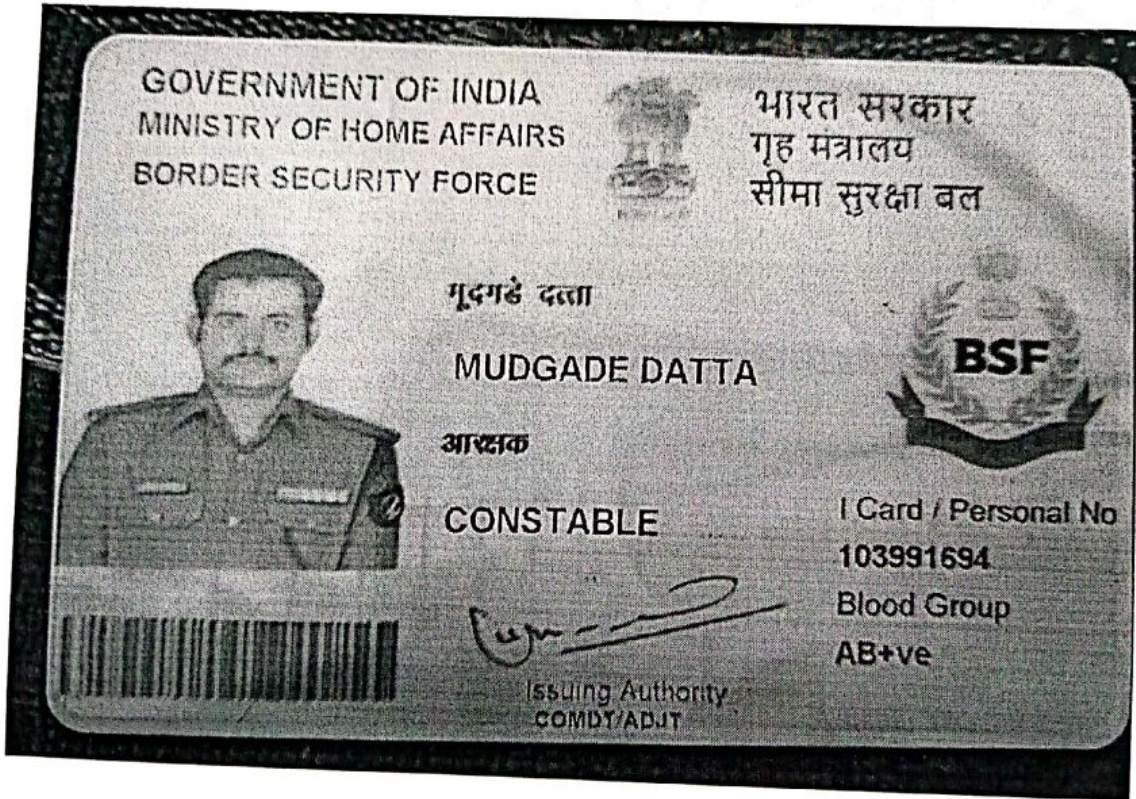 GOVERNMENT OF INDIA
MINISTRY OF HOME AFFAIRS
BORDER SECURITY FORCE
भारत सरकार
गृह मंत्रालय
सीमा सुरक्षा बल
मूदगडे दत्ता
MUDGADE DATTA
आरक्षक
CONSTABLE
BSF
I Card / Personal No
103991694
Blood Group
AB+ve
Issuing Authority
COMDT/ADJT